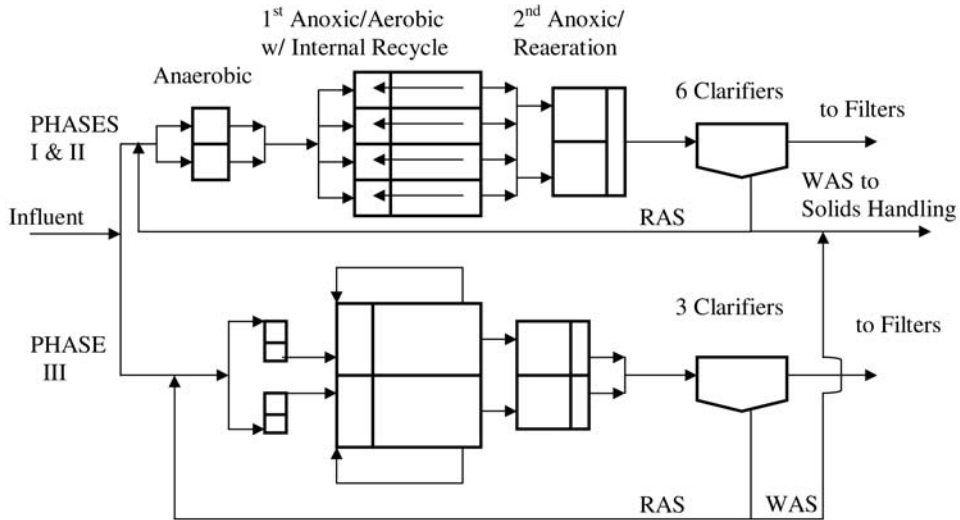 1st Anoxic/Aerobic
w/ Internal Recycle
2nd Anoxic/
Reaeration
Anaerobic
6 Clarifiers
to Filters
PHASES
I & II
WAS to
Solids Handling
Influent
RAS
3 Clarifiers
to Filters
PHASE
III
RAS
WAS